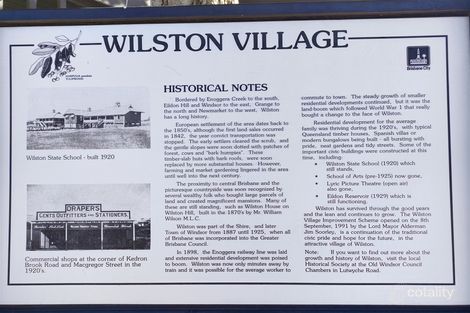 WILSTON VILLAGE
Brisbane City
HISTORICAL NOTES
Bordered by Enoggera Creek to the south,
Eildon Hill and Windsor to the east, Grange to
the north and Newmarket to the west, Wilston
has a long history.
European settlement of the area dates back to
the 1850's, although the first land sales occurred
in 1842, the year convict transportation was
stopped. The early settlers cleared the scrub, and
the gentle slopes were soon dotted with patches of
forest, cows and "bark humpies". These
timber-slab huts with bark roofs, were soon
replaced by more substantial houses. However,
farming and market gardening lingered in the area
until well into the next century.
The proximity to central Brisbane and the
picturesque countryside was soon recognized by
several wealthy folk who bought large parcels of
land and created magnificent mansions. Many of
these are still standing, such as Wilston House on
Wilston Hill, built in the 1870's by Mr. William
Wilson M.L.C.
Wilston was part of the Shire, and later
Town of Windsor from 1887 until 1925, when all
of Brisbane was incorporated into the Greater
Brisbane Council.
In 1898, the Enoggera railway line was laid
and extensive residential development was poised
to boom. Wilston was now only minutes away by
train and it was possible for the average worker to
commute to town. The steady growth of smaller
residential developments continued, but it was the
land-boom which followed World War 1 that really
bought a change to the face of Wilston.
Residential development for the average
family was thriving during the 1920's, with typical
Queensland timber houses, Spanish villas or
modern bungalows being built - all bursting with
pride, neat gardens and tidy streets. Some of the
important civic buildings were constructed at this
time, including:
• Wilston State School (1920) which
still stands,
• School of Arts (pre-1925) now gone,
• Lyric Picture Theatre (open air)
also gone,
• Eildon Reservoir (1929) which is
still functioning.
Wilston has survived through the good years
and the lean and continues to grow. The Wilston
Village Improvement Scheme opened on the 8th
September, 1991 by the Lord Mayor Alderman
Jim Soorley, is a continuation of the traditional
civic pride and hope for the future, in the
attractive village of Wilston.
Note: If you want to find out more about the
growth and history of Wilston, visit the local
Historical Society at the Old Windsor Council
Chambers in Lutwyche Road.
Wilston State School - built 1920
DRAPERS
GENTS OUTFITTERS AND STATIONERS.
Commercial shops at the corner of Kedron
Brook Road and Macgregor Street in the
1920's.
cotality